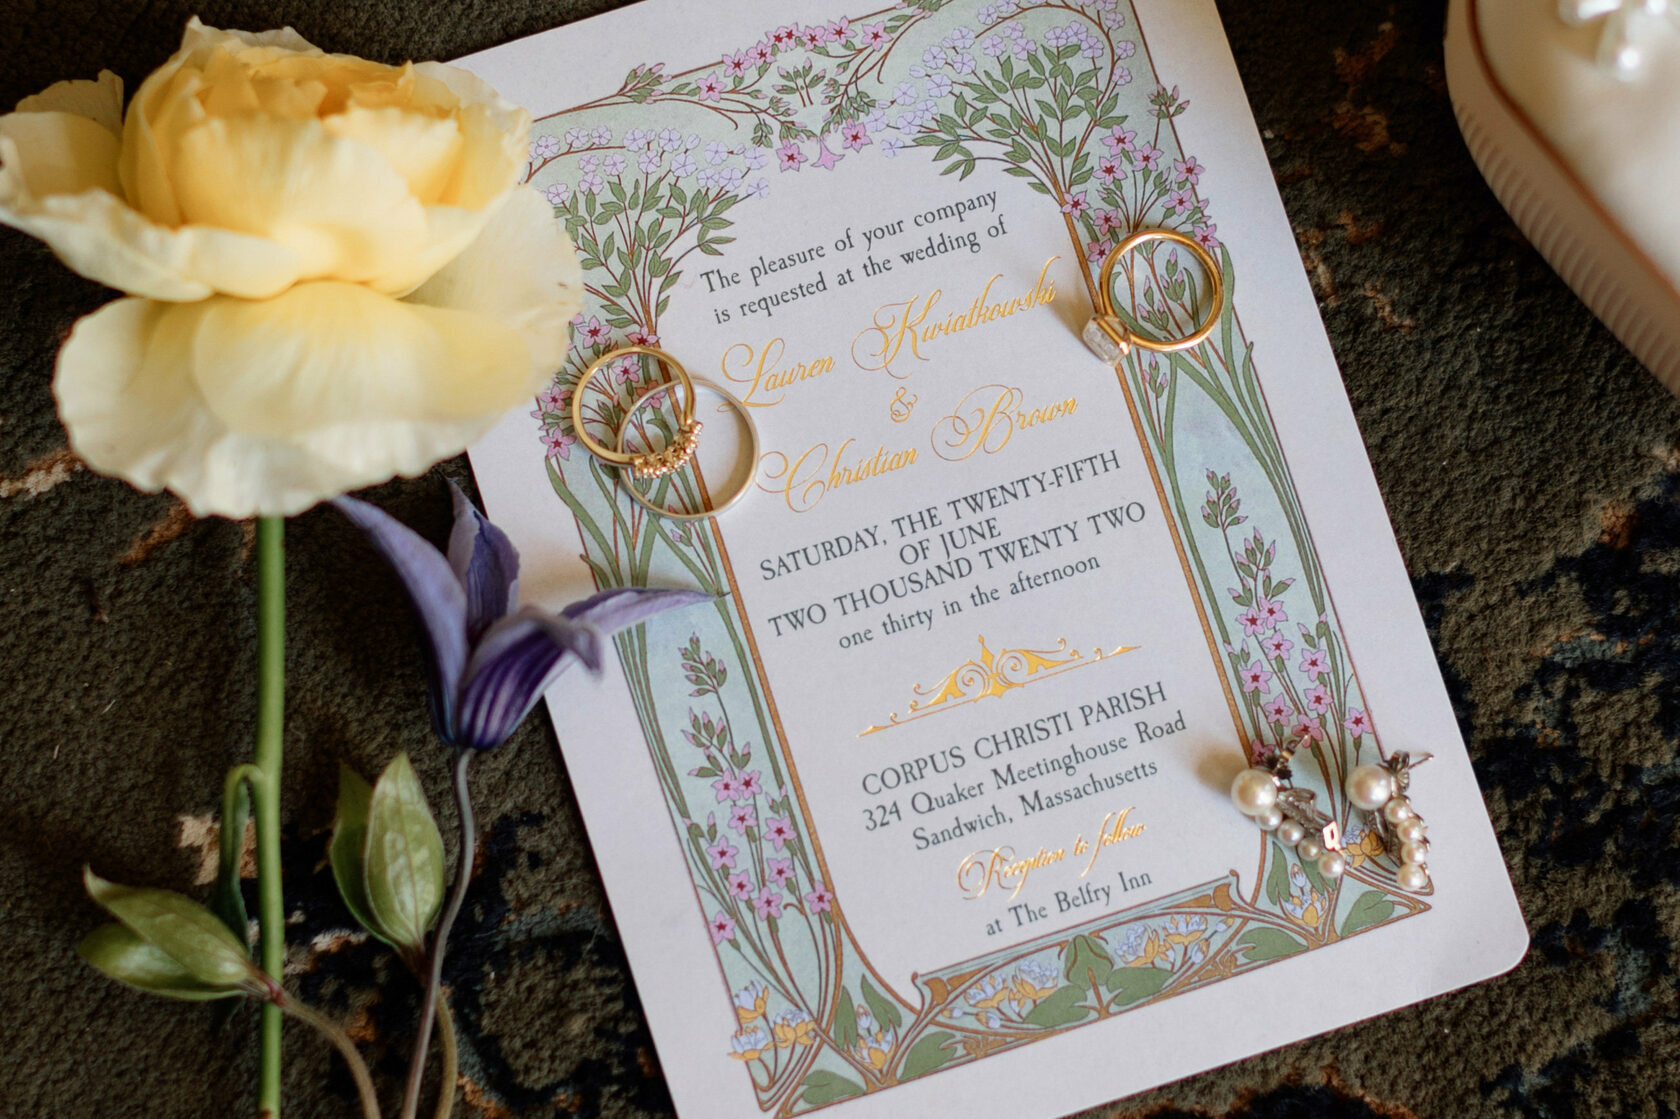 The pleasure of your company
is requested at the wedding of
Lauren Kwiatkowski
&
Christian Brown
SATURDAY, THE TWENTY-FIFTH
OF JUNE
TWO THOUSAND TWENTY TWO
one thirty in the afternoon
CORPUS CHRISTI PARISH
324 Quaker Meetinghouse Road
Sandwich, Massachusetts
Reception to follow
at The Belfry Inn